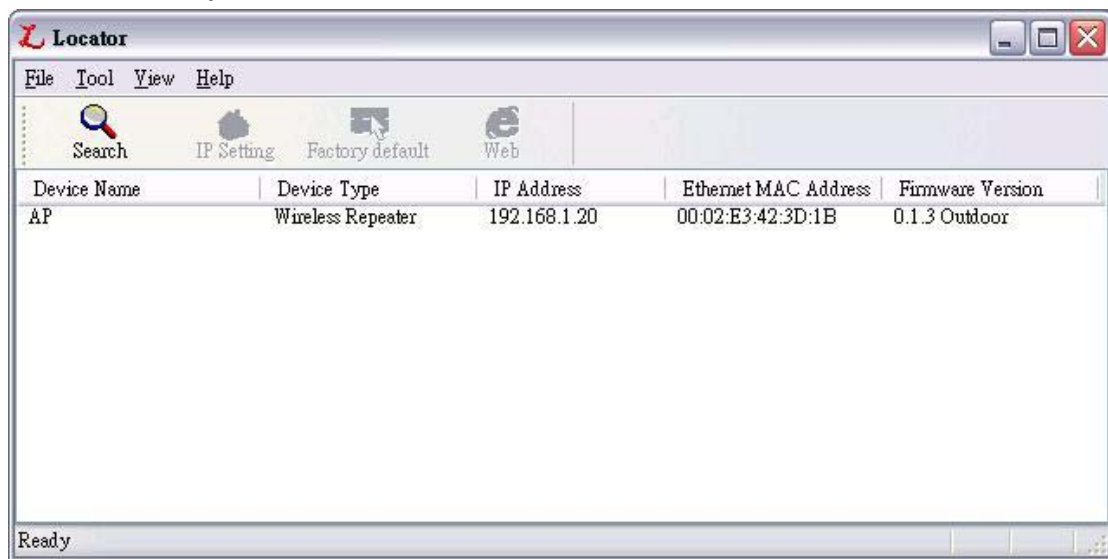 Locator
File Tool View Help
Search IP Setting Factory default Web
Device Name Device Type IP Address Ethernet MAC Address Firmware Version
AP Wireless Repeater 192.168.1.20 00:02:E3:42:3D:1B 0.1.3 Outdoor
Ready